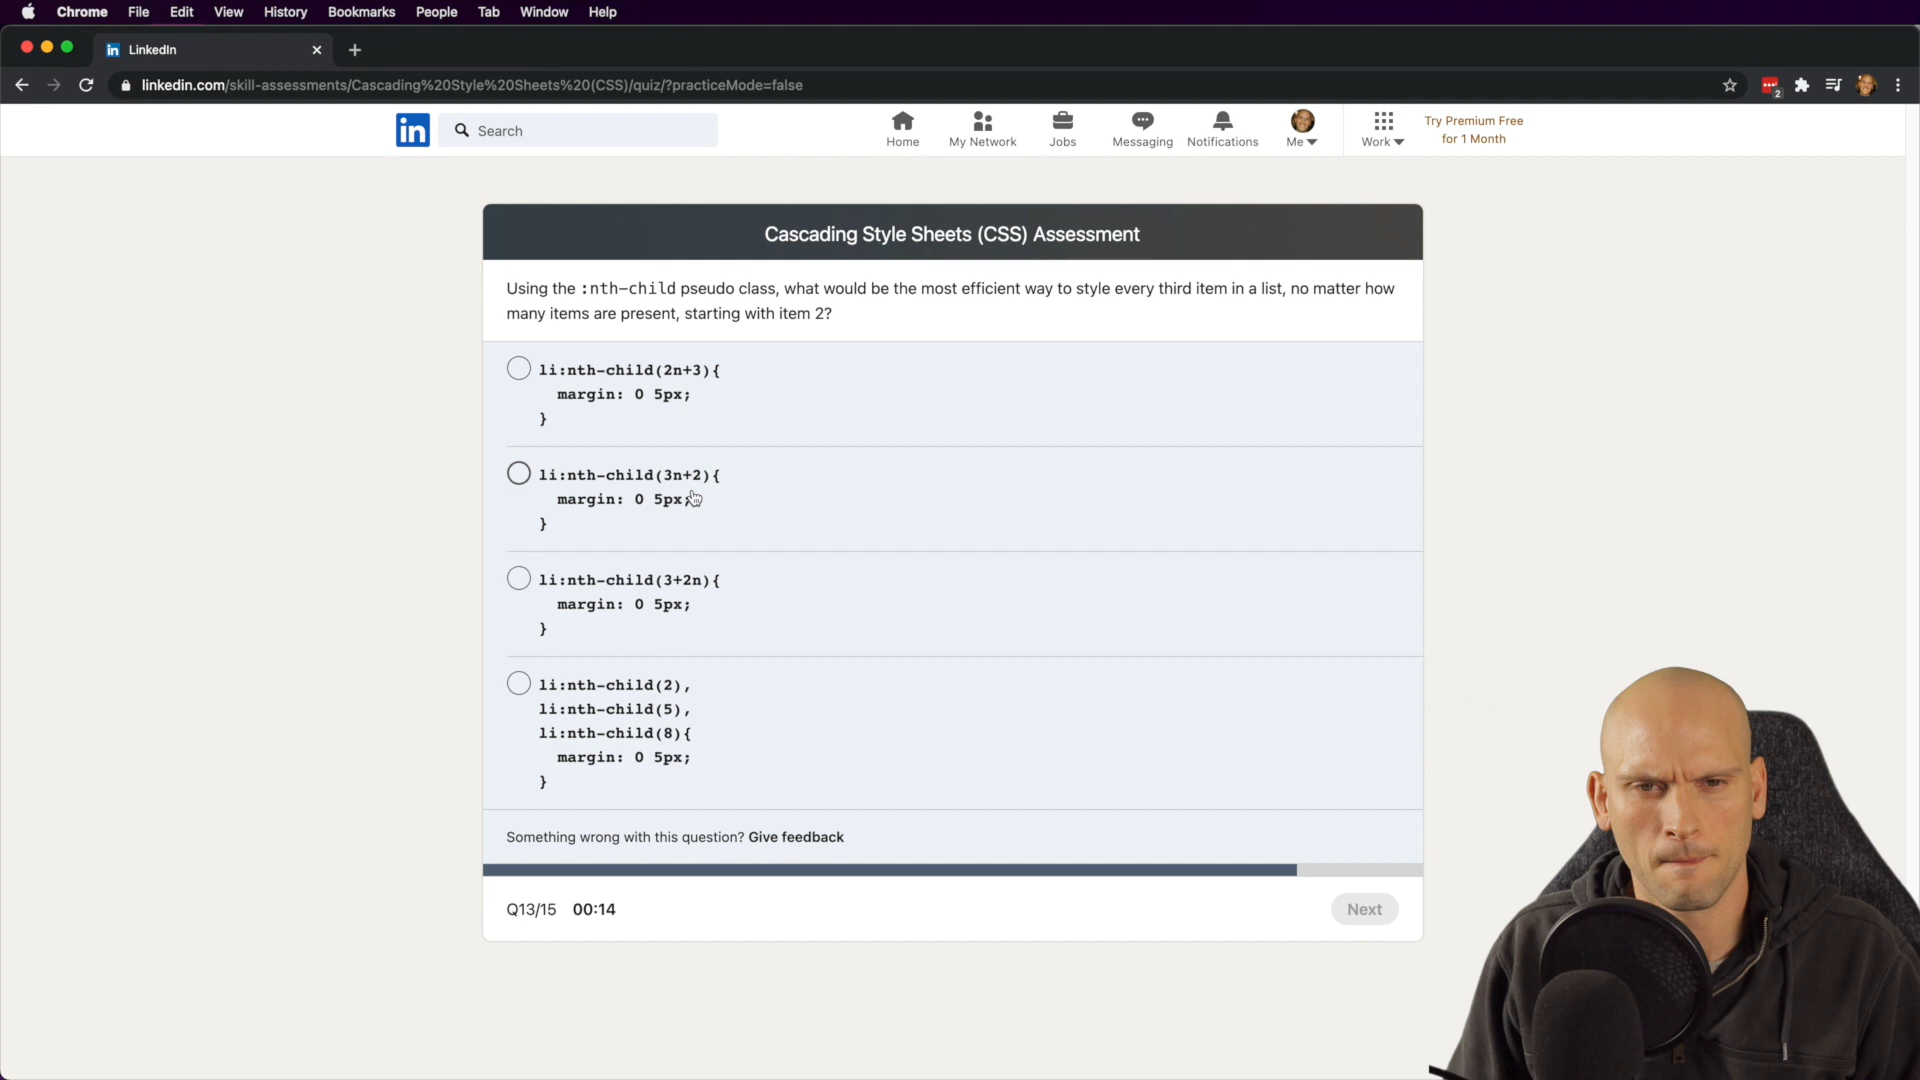 Chrome File Edit View History Bookmarks People Tab Window Help
in LinkedIn
linkedin.com/skill-assessments/Cascading%20Style%20Sheets%20(CSS)/quiz/?practiceMode=false
2
in Search Home My Network Jobs Messaging Notifications Me Work Try Premium Free
for 1 Month
Cascading Style Sheets (CSS) Assessment
Using the :nth-child pseudo class, what would be the most efficient way to style every third item in a list, no matter how
many items are present, starting with item 2?
li:nth-child(2n+3){
margin: 0 5px;
}
li:nth-child(3n+2){
margin: 0 5px;
}
li:nth-child(3+2n){
margin: 0 5px;
}
li:nth-child(2),
li:nth-child(5),
li:nth-child(8){
margin: 0 5px;
}
Something wrong with this question? Give feedback
Q13/15 00:14 Next